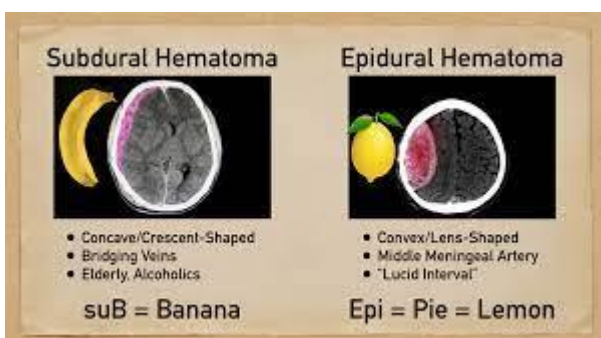 Subdural Hematoma
• Concave/Crescent-Shaped
• Bridging Veins
• Elderly, Alcoholics
suB = Banana
Epidural Hematoma
• Convex/Lens-Shaped
• Middle Meningeal Artery
• "Lucid Interval"
Epi = Pie = Lemon